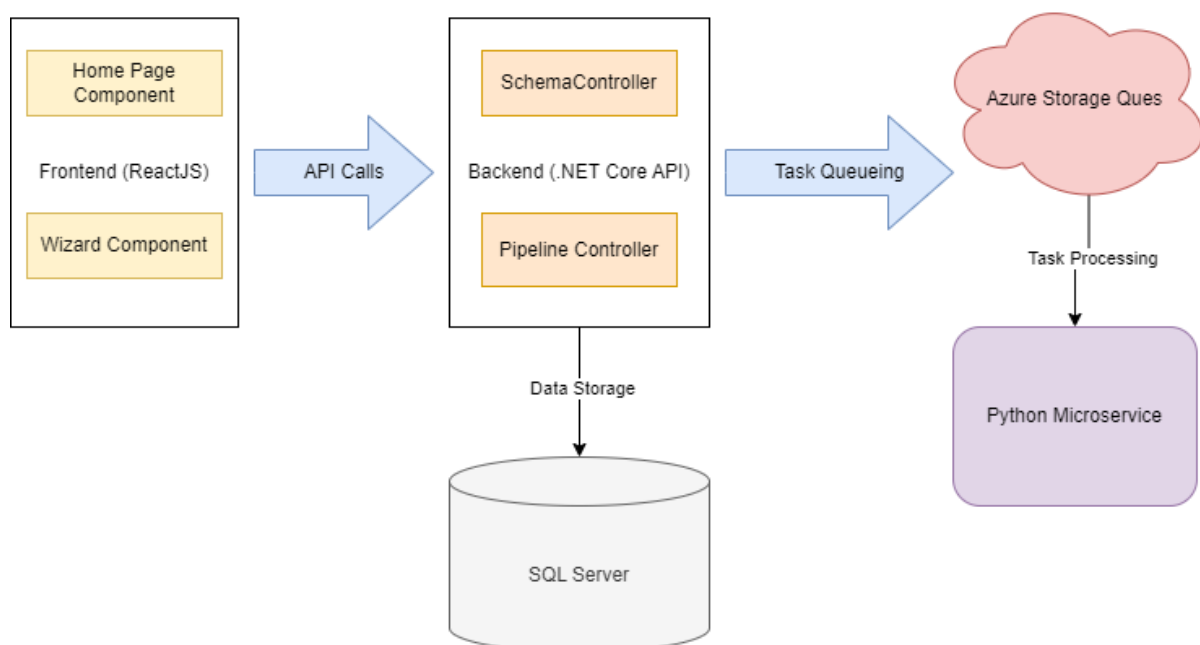 Home Page
Component
Frontend (ReactJS)
Wizard Component
API Calls
SchemaController
Backend (.NET Core API)
Pipeline Controller
Task Queueing
Azure Storage Ques
Task Processing
Python Microservice
Data Storage
SQL Server